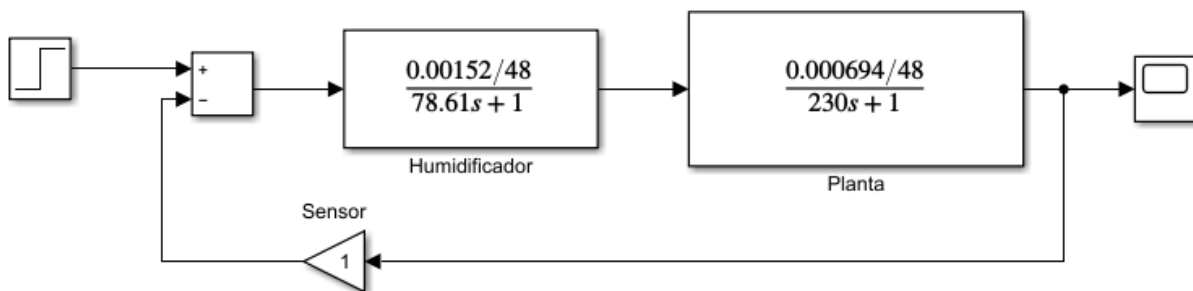 +
−
0.00152/48
78.61s + 1
Humidificador
0.000694/48
230s + 1
Planta
Sensor
1